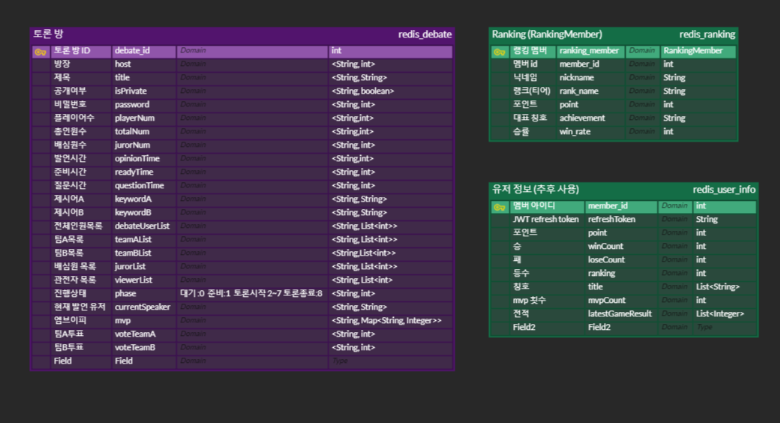 토론 방 redis_debate
토론 방 ID debate_id Domain int
방장 host Domain <String, int>
제목 title Domain <String, String>
공개여부 isPrivate Domain <String, boolean>
비밀번호 password Domain <String,int>
플레이어수 playerNum Domain <String,int>
총인원수 totalNum Domain <String,int>
배심원수 jurorNum Domain <String,int>
발언시간 opinionTime Domain <String,int>
준비시간 readyTime Domain <String,int>
질문시간 questionTime Domain <String,int>
제시어A keywordA Domain <String, String>
제시어B keywordB Domain <String, String>
전체인원목록 debateUserList Domain <String, List<int>>
팀A목록 teamAList Domain <String, List<int>>
팀B목록 teamBList Domain <String,List<int>>
배심원 목록 jurorList Domain <String, List<int>>
관전자 목록 viewerList Domain <String, List<int>>
진행상태 phase 대기 :0 준비:1 토론시작 2~7 토론종료:8 <String, int>
현재 발언 유저 currentSpeaker Domain <String, String>
엠브이피 mvp Domain <String, Map<String, Integer>>
팀A투표 voteTeamA Domain <String, int>
팀B투표 voteTeamB Domain <String, int>
Field Field Domain Type
Ranking (RankingMember) redis_ranking
랭킹 멤버 ranking_member Domain RankingMember
멤버 id member_id Domain int
닉네임 nickname Domain String
랭크(티어) rank_name Domain String
포인트 point Domain int
대표 칭호 achievement Domain String
승률 win_rate Domain int
유저 정보 (추후 사용) redis_user_info
멤버 아이디 member_id Domain int
JWT refresh token refreshToken Domain String
포인트 point Domain int
승 winCount Domain int
패 loseCount Domain int
등수 ranking Domain int
칭호 title Domain List<String>
mvp 횟수 mvpCount Domain int
전적 latestGameResult Domain List<Integer>
Field2 Field2 Domain Type